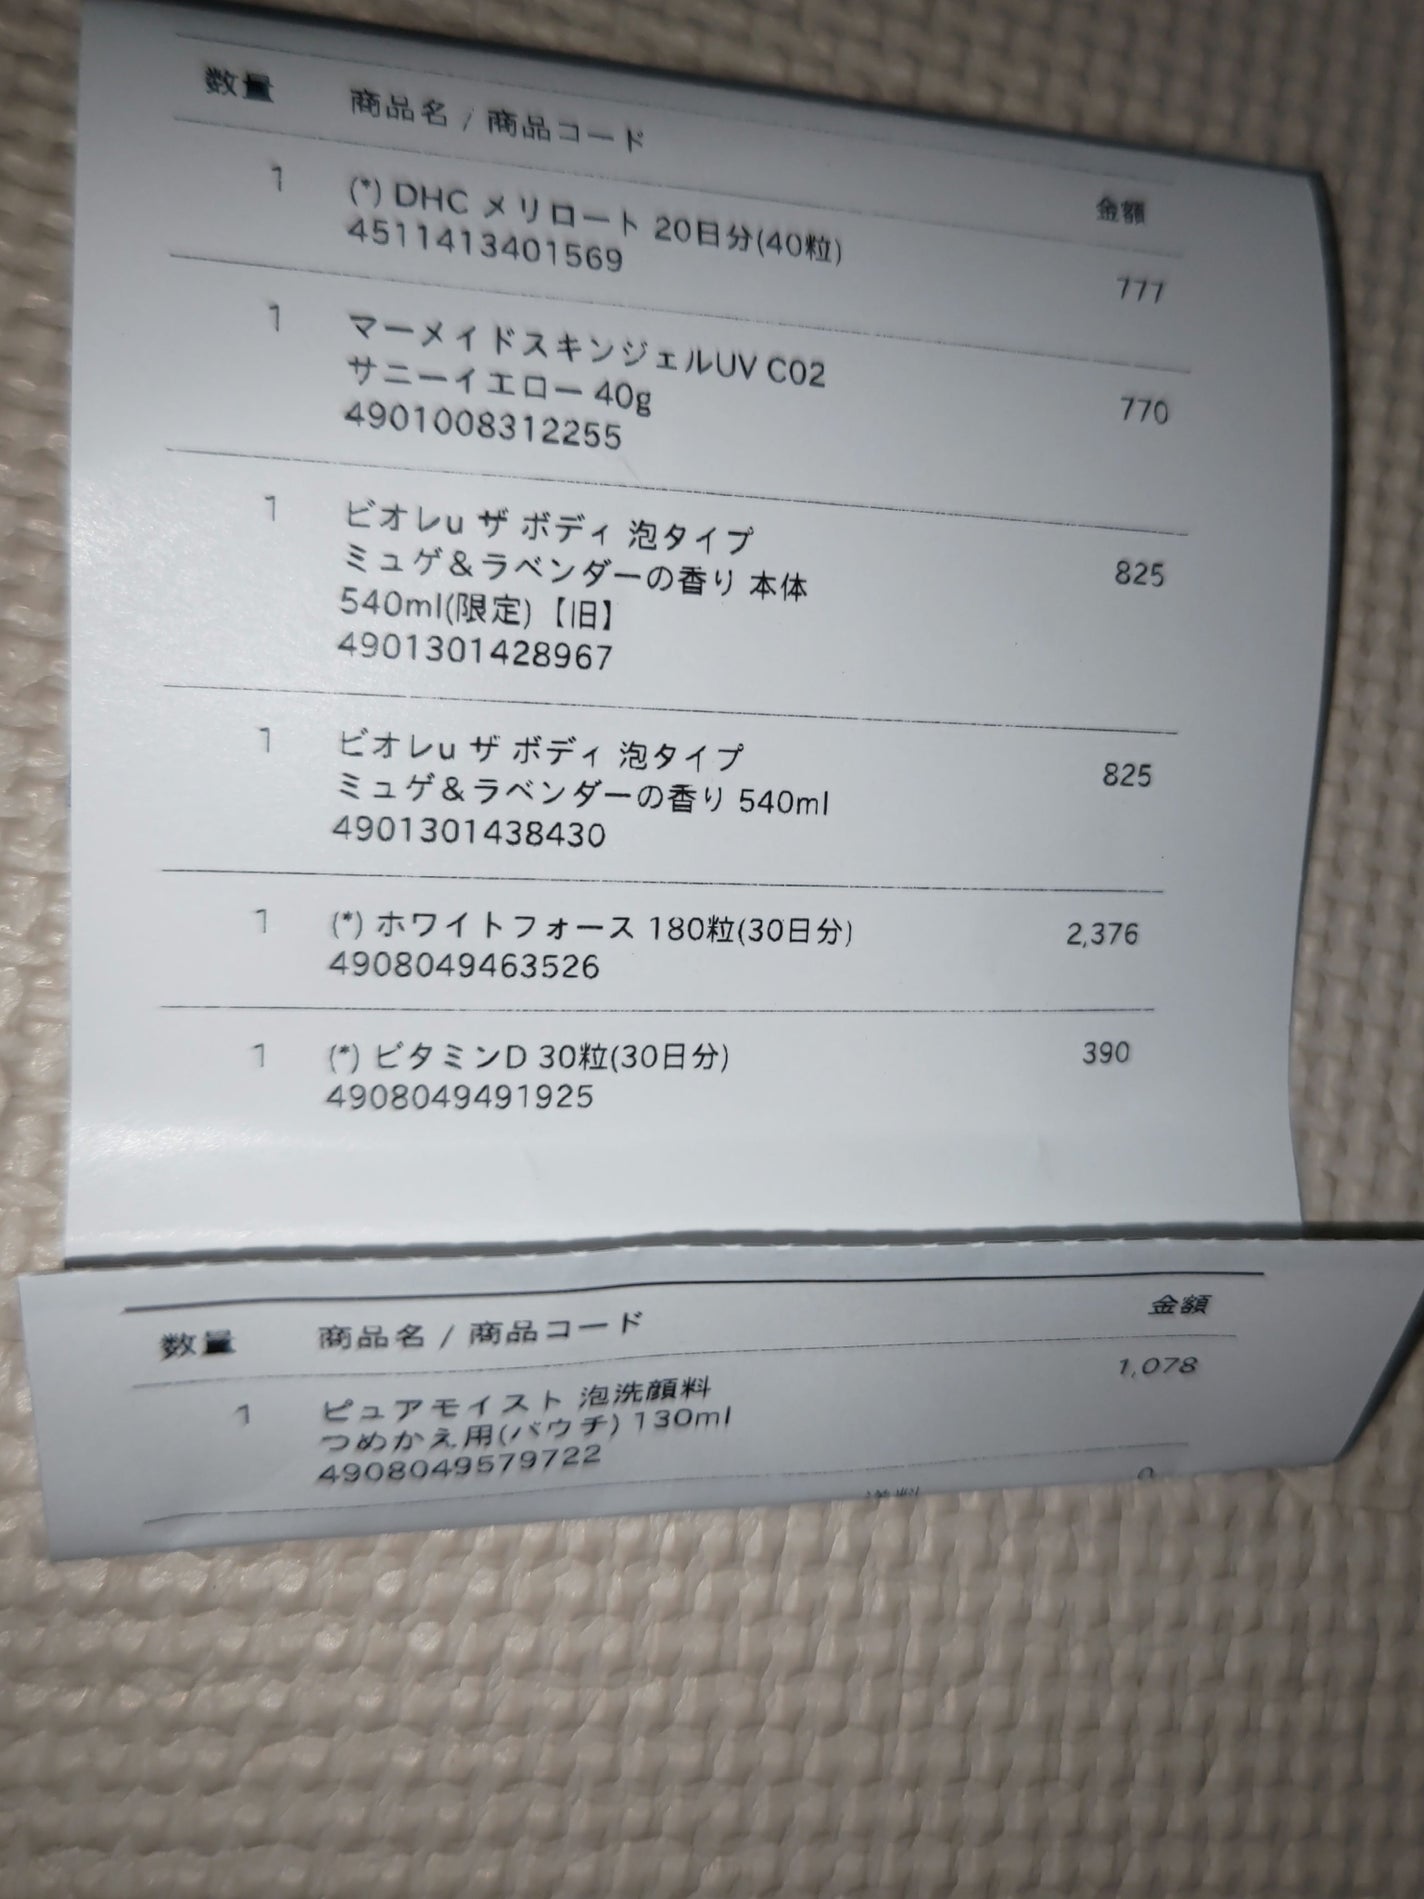 数量 商品名 / 商品コード 金額
1 (*) DHC メリロート 20日分(40粒) 777
4511413401569
1 マーメイドスキンジェルUV C02 770
サニーイエロー 40g
4901008312255
1 ビオレu ザ ボディ 泡タイプ 825
ミュゲ&ラベンダーの香り 本体
540ml(限定)【旧】
4901301428967
1 ビオレu ザ ボディ 泡タイプ 825
ミュゲ&ラベンダーの香り 540ml
4901301438430
1 (*) ホワイトフォース 180粒(30日分) 2,376
4908049463526
1 (*) ビタミンD 30粒(30日分) 390
4908049491925
数量 商品名 / 商品コード 金額
1 ピュアモイスト 泡洗顔料 1,078
つめかえ用(パウチ) 130ml
4908049579722